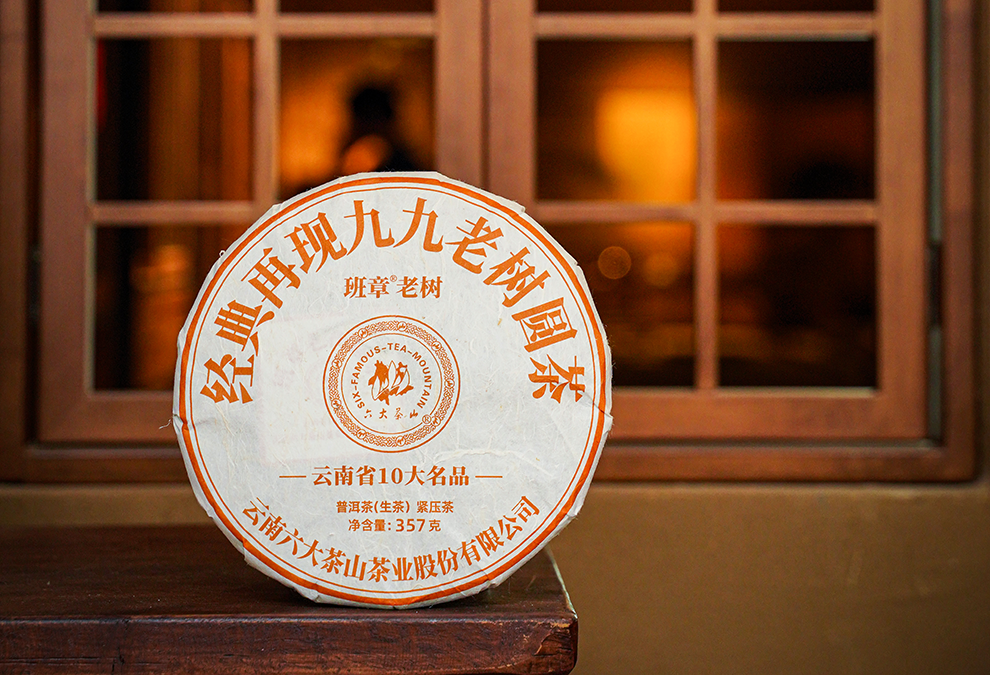 经典再现九九老树圆茶
班章®老树
SIX-FAMOUS-TEA-MOUNTAIN
六大茶山®
云南省10大名品
普洱茶(生茶) 紧压茶
净含量:357克
云南六大茶山茶业股份有限公司